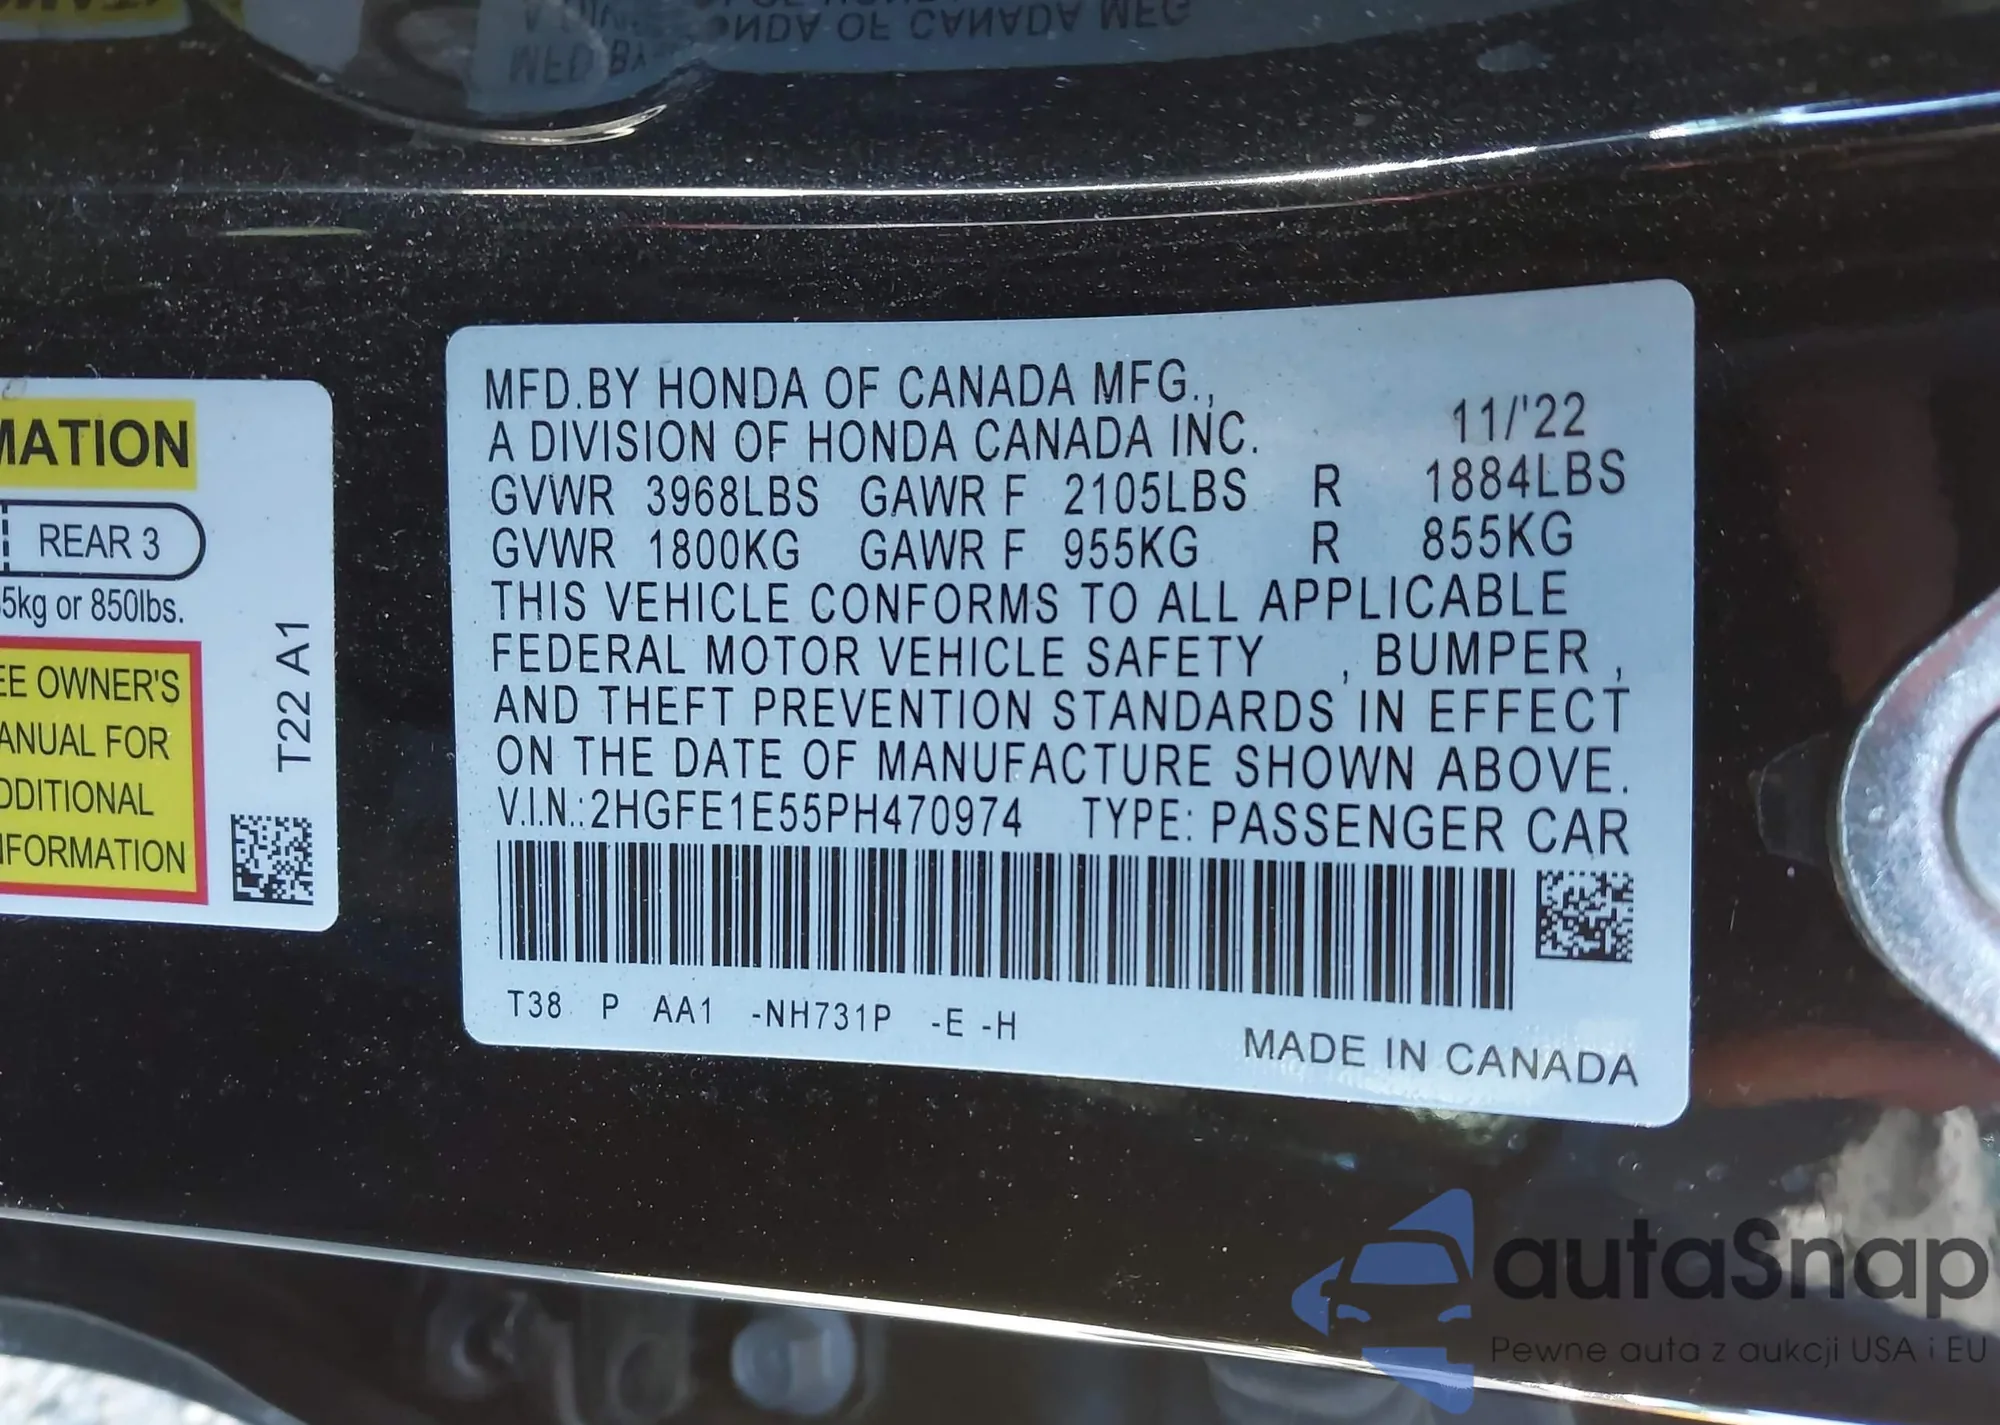 MATION
REAR 3
5kg or 850lbs.
EE OWNER'S
ANUAL FOR
DDITIONAL
NFORMATION
T22 A1
MFD.BY HONDA OF CANADA MFG.,
A DIVISION OF HONDA CANADA INC. 11/'22
GVWR 3968LBS GAWR F 2105LBS R 1884LBS
GVWR 1800KG GAWR F 955KG R 855KG
THIS VEHICLE CONFORMS TO ALL APPLICABLE
FEDERAL MOTOR VEHICLE SAFETY , BUMPER ,
AND THEFT PREVENTION STANDARDS IN EFFECT
ON THE DATE OF MANUFACTURE SHOWN ABOVE.
V.I.N.:2HGFE1E55PH470974 TYPE: PASSENGER CAR
T38 P AA1 -NH731P -E -H
MADE IN CANADA
autaSnap
Pewne auta z aukcji USA i EU